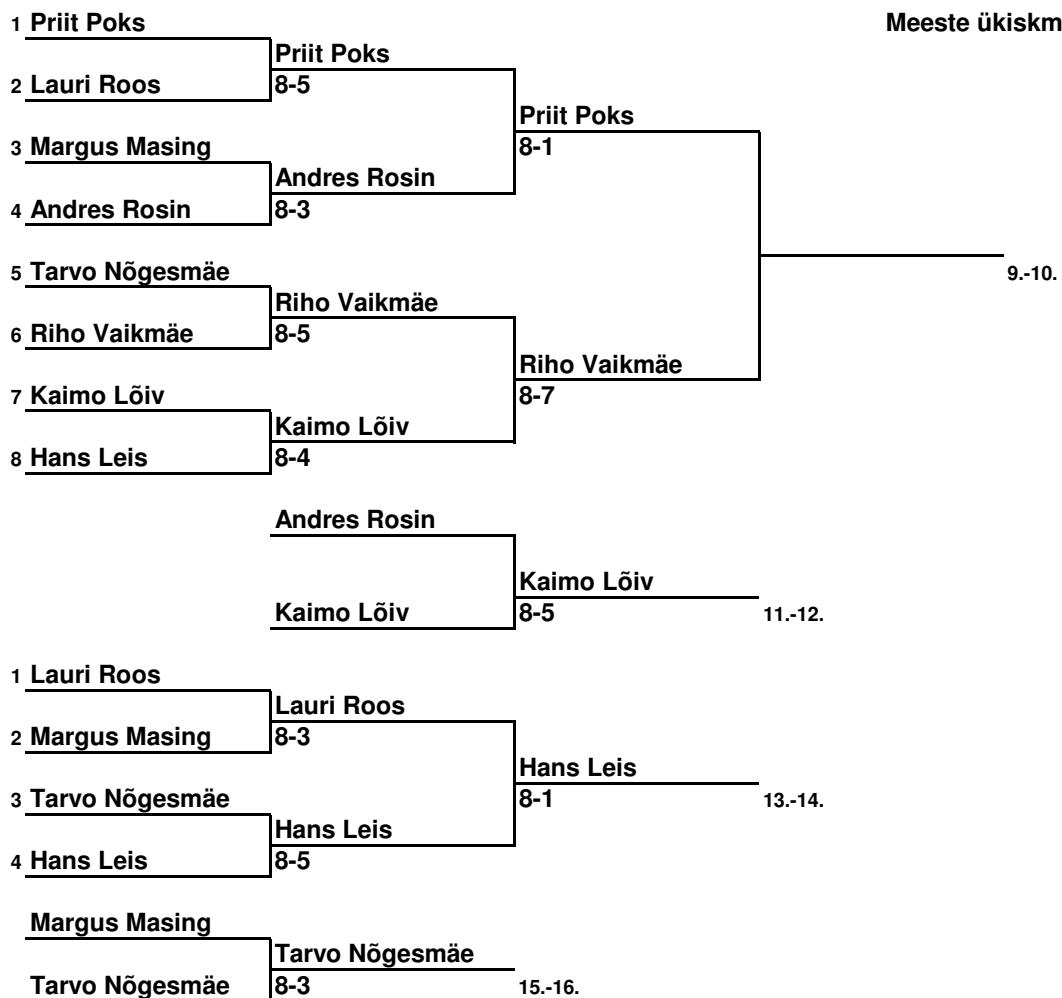 1 Priit Poks
Meeste ükiskm
Priit Poks
2 Lauri Roos
8-5
Priit Poks
3 Margus Masing
8-1
Andres Rosin
4 Andres Rosin
8-3
5 Tarvo Nõgesmäe
9.-10.
Riho Vaikmäe
6 Riho Vaikmäe
8-5
Riho Vaikmäe
7 Kaimo Lõiv
8-7
Kaimo Lõiv
8 Hans Leis
8-4
Andres Rosin
Kaimo Lõiv
Kaimo Lõiv
8-5
11.-12.
1 Lauri Roos
Lauri Roos
2 Margus Masing
8-3
Hans Leis
3 Tarvo Nõgesmäe
8-1
13.-14.
Hans Leis
4 Hans Leis
8-5
Margus Masing
Tarvo Nõgesmäe
Tarvo Nõgesmäe
8-3
15.-16.